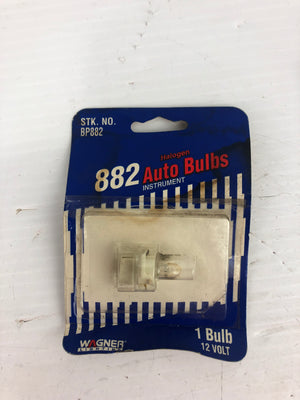 STK. NO.
BP882
Halogen
882 Auto Bulbs
INSTRUMENT
WAGNER
LIGHTING
1 Bulb
12 VOLT